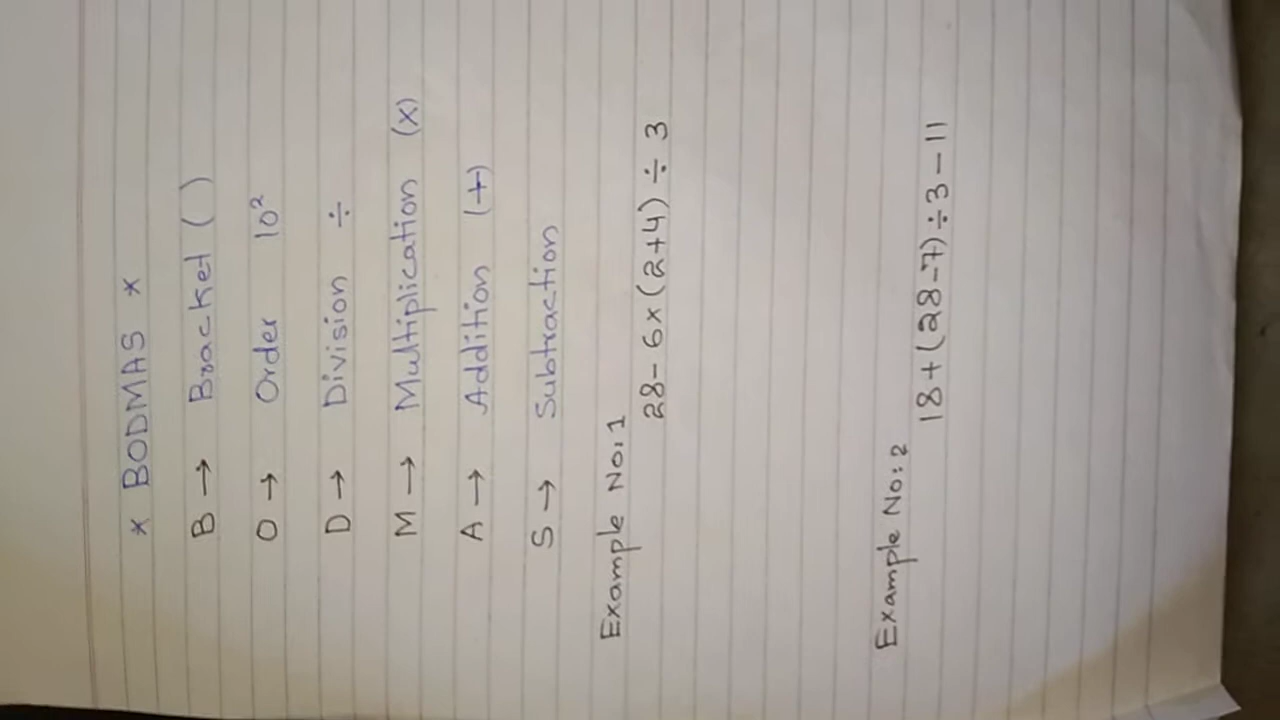 * BODMAS *
B → Bracket ( )
O → Order 10²
D → Division ÷
M → Multiplication (x)
A → Addition (+)
S → Subtraction
Example No: 1
28 - 6 x (2+4) ÷ 3
Example No: 2
18 + (28-7) ÷ 3 - 11